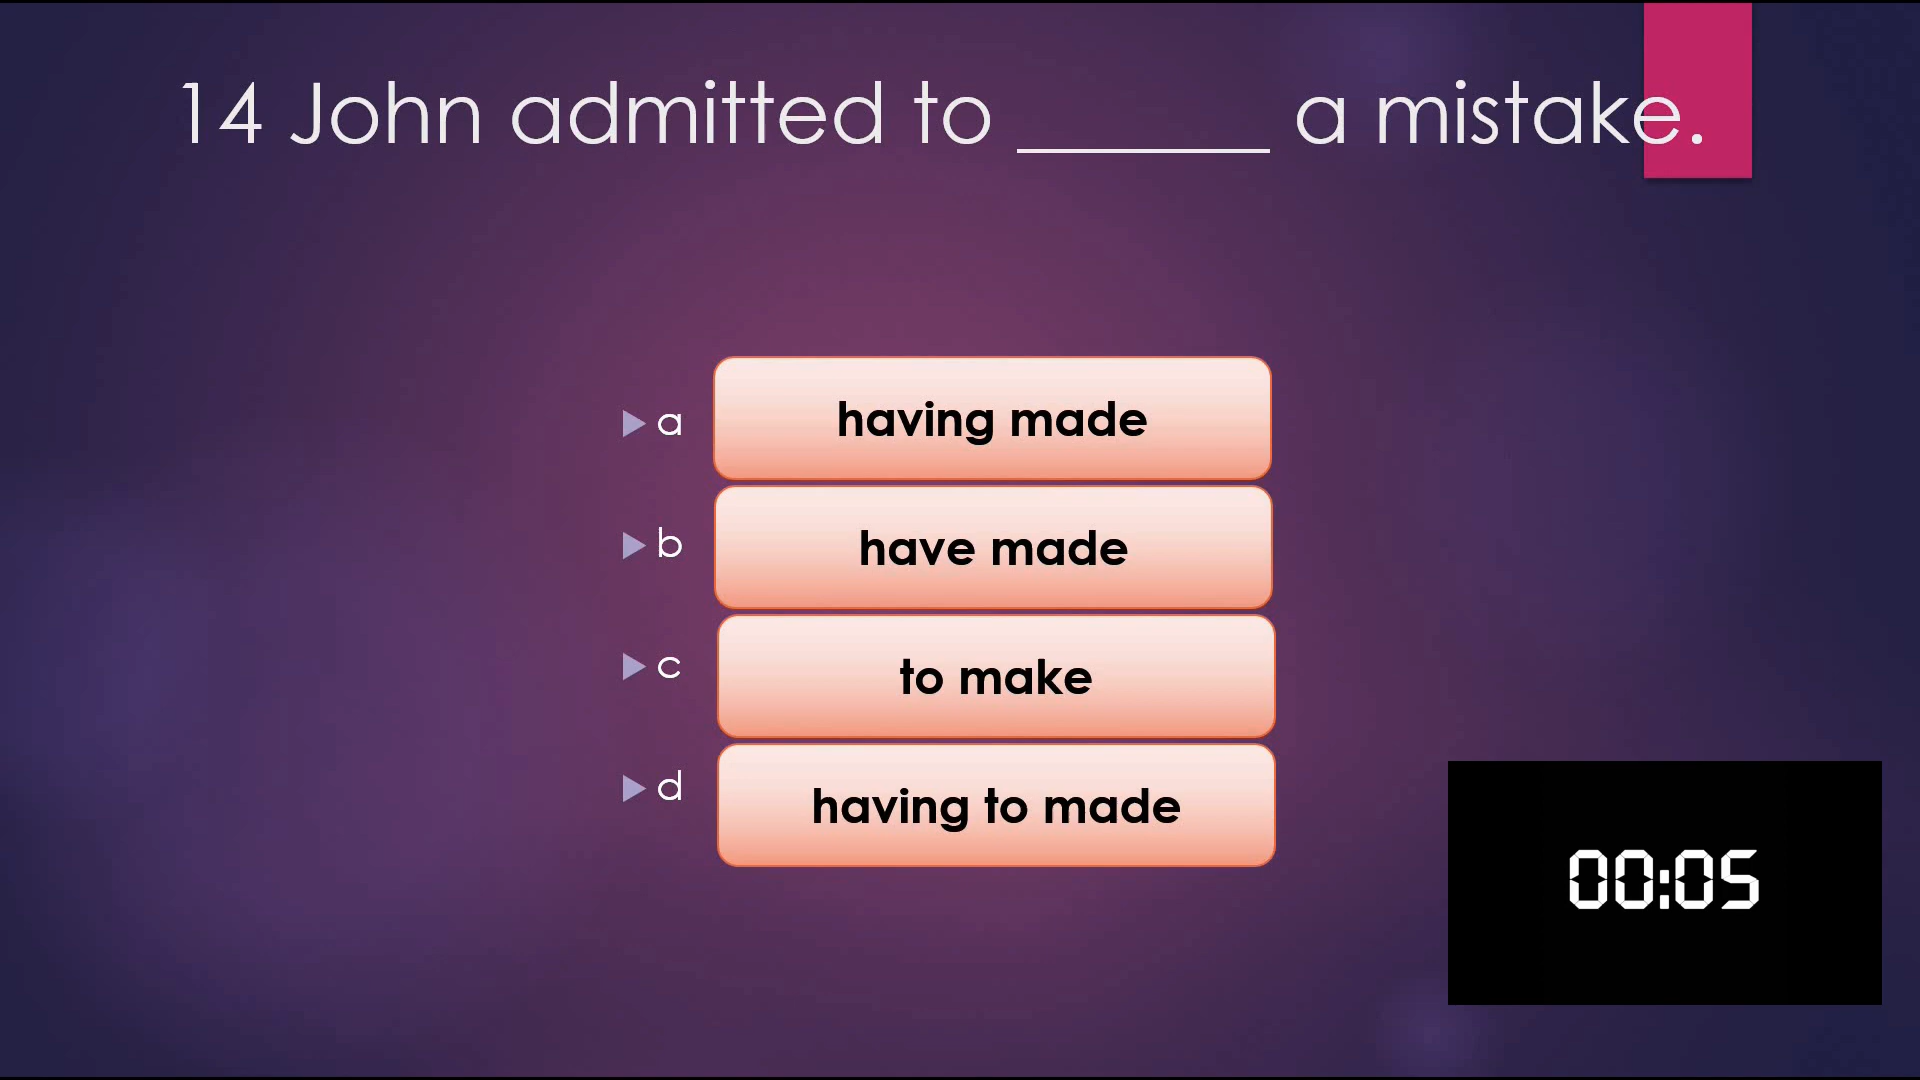 14 John admitted to ______ a mistake.
a having made
b have made
c to make
d having to made
00:05